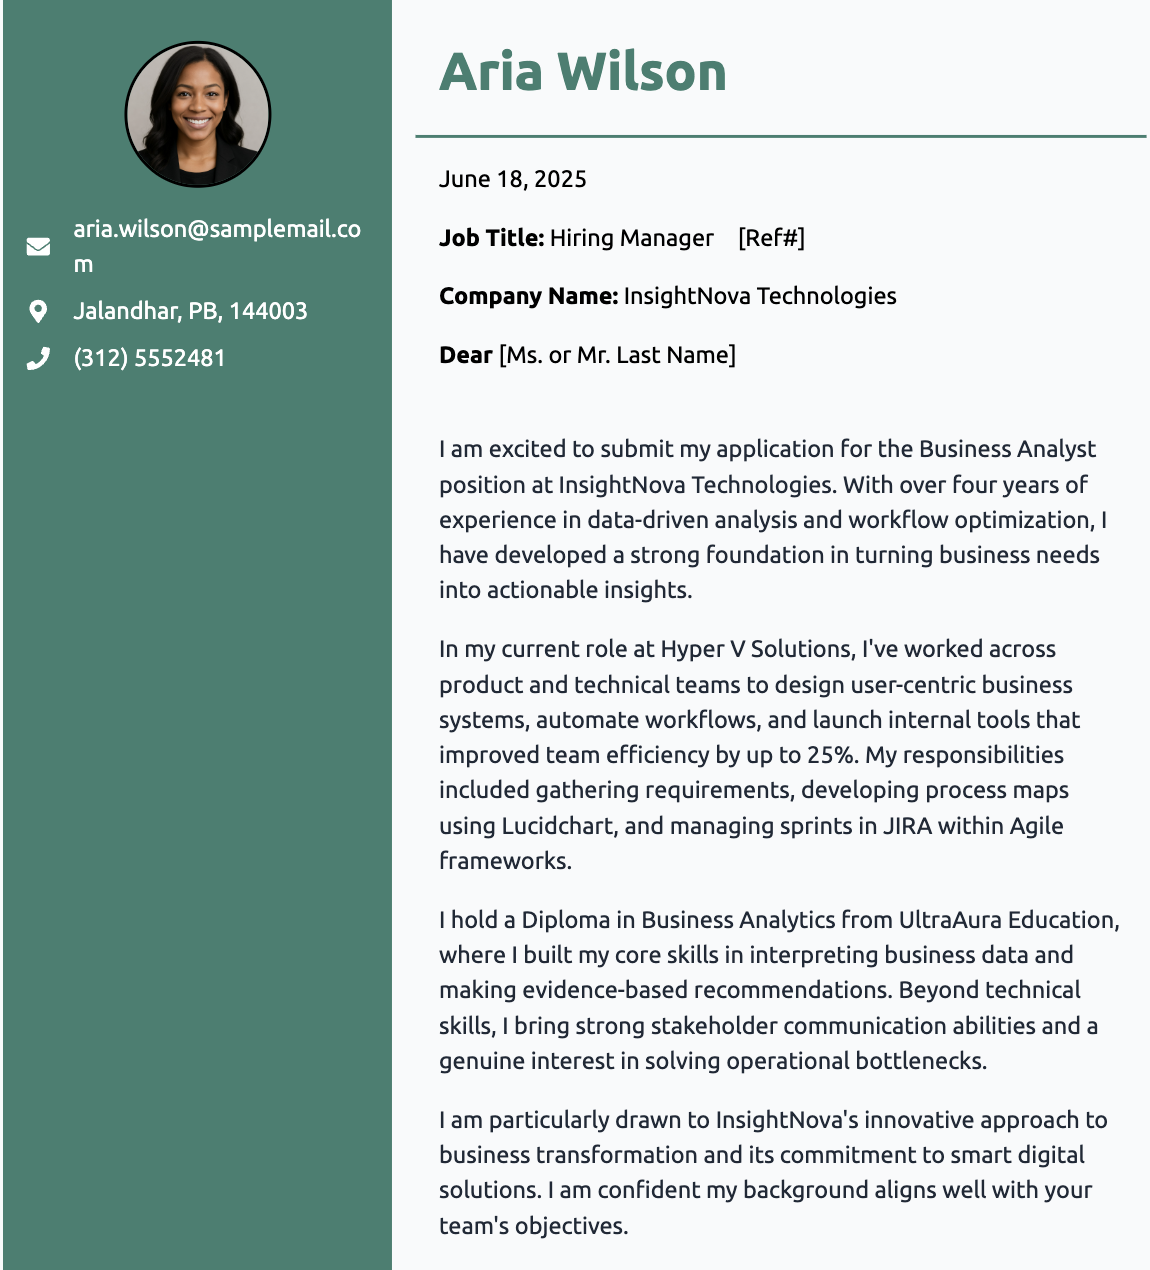 aria.wilson@samplemail.co
m
Jalandhar, PB, 144003
(312) 5552481
Aria Wilson
June 18, 2025
Job Title: Hiring Manager [Ref#]
Company Name: InsightNova Technologies
Dear [Ms. or Mr. Last Name]
I am excited to submit my application for the Business Analyst
position at InsightNova Technologies. With over four years of
experience in data-driven analysis and workflow optimization, I
have developed a strong foundation in turning business needs
into actionable insights.
In my current role at Hyper V Solutions, I've worked across
product and technical teams to design user-centric business
systems, automate workflows, and launch internal tools that
improved team efficiency by up to 25%. My responsibilities
included gathering requirements, developing process maps
using Lucidchart, and managing sprints in JIRA within Agile
frameworks.
I hold a Diploma in Business Analytics from UltraAura Education,
where I built my core skills in interpreting business data and
making evidence-based recommendations. Beyond technical
skills, I bring strong stakeholder communication abilities and a
genuine interest in solving operational bottlenecks.
I am particularly drawn to InsightNova's innovative approach to
business transformation and its commitment to smart digital
solutions. I am confident my background aligns well with your
team's objectives.